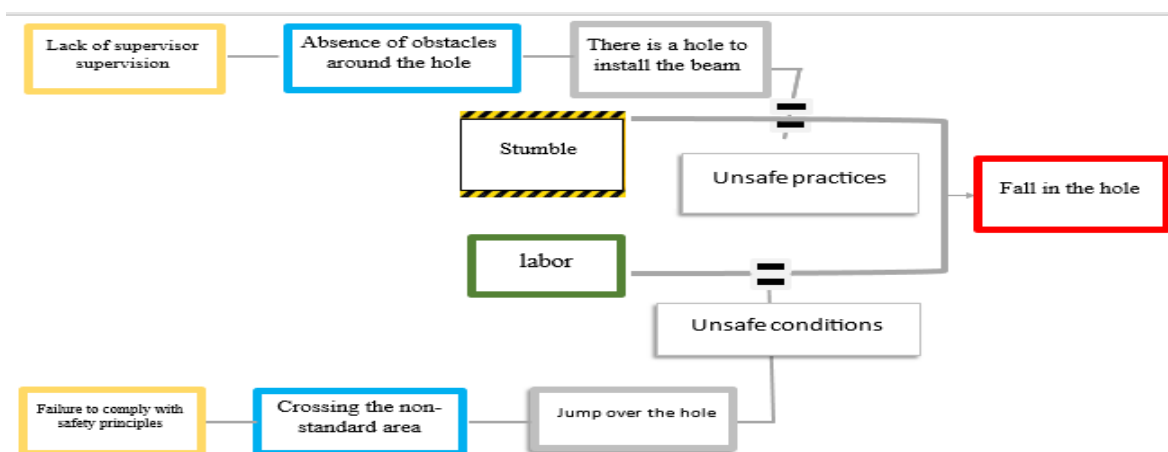 Lack of supervisor
supervision
Absence of obstacles
around the hole
There is a hole to
install the beam
Stumble
Unsafe practices
Fall in the hole
labor
Unsafe conditions
Failure to comply with
safety principles
Crossing the non-
standard area
Jump over the hole